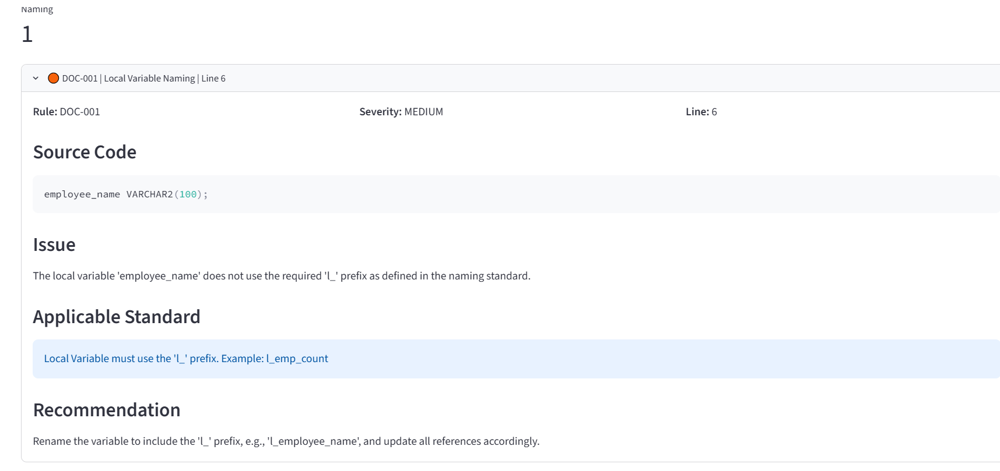 Naming
1
DOC-001 | Local Variable Naming | Line 6
Rule: DOC-001 Severity: MEDIUM Line: 6
Source Code
employee_name VARCHAR2(100);
Issue
The local variable 'employee_name' does not use the required 'l_' prefix as defined in the naming standard.
Applicable Standard
Local Variable must use the 'l_' prefix. Example: l_emp_count
Recommendation
Rename the variable to include the 'l_' prefix, e.g., 'l_employee_name', and update all references accordingly.